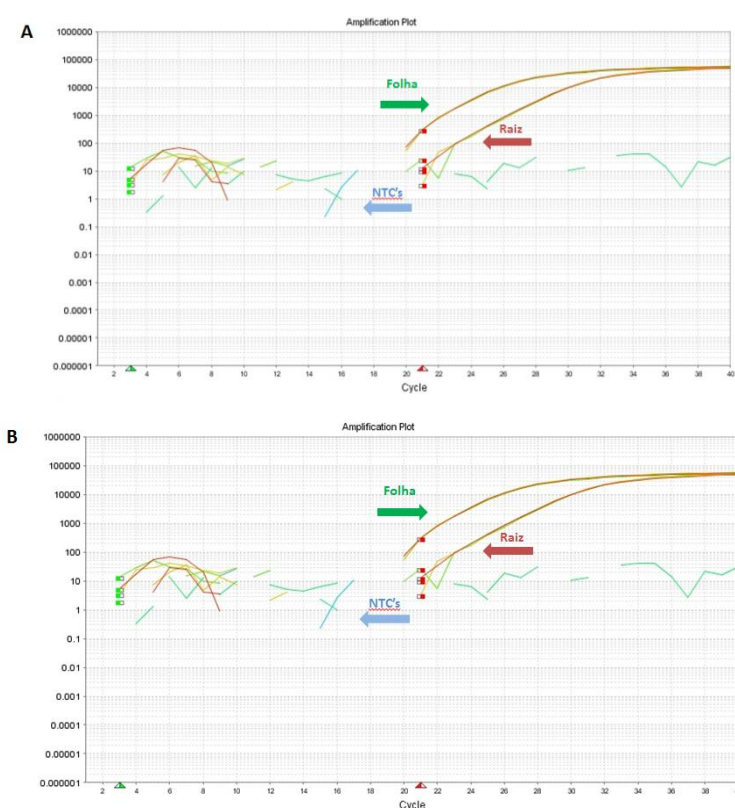 A
Amplification Plot
1000000
100000
10000
1000
100
10
1
0.1
0.01
0.001
0.0001
0.00001
0.000001
Folha
Raiz
NTC's
2 4 6 8 10 12 14 16 18 20 22 24 26 28 30 32 34 36 38 40
Cycle
B
Amplification Plot
1000000
100000
10000
1000
100
10
1
0.1
0.01
0.001
0.0001
0.00001
0.000001
Folha
Raiz
NTC's
2 4 6 8 10 12 14 16 18 20 22 24 26 28 30 32 34 36 38
Cycle